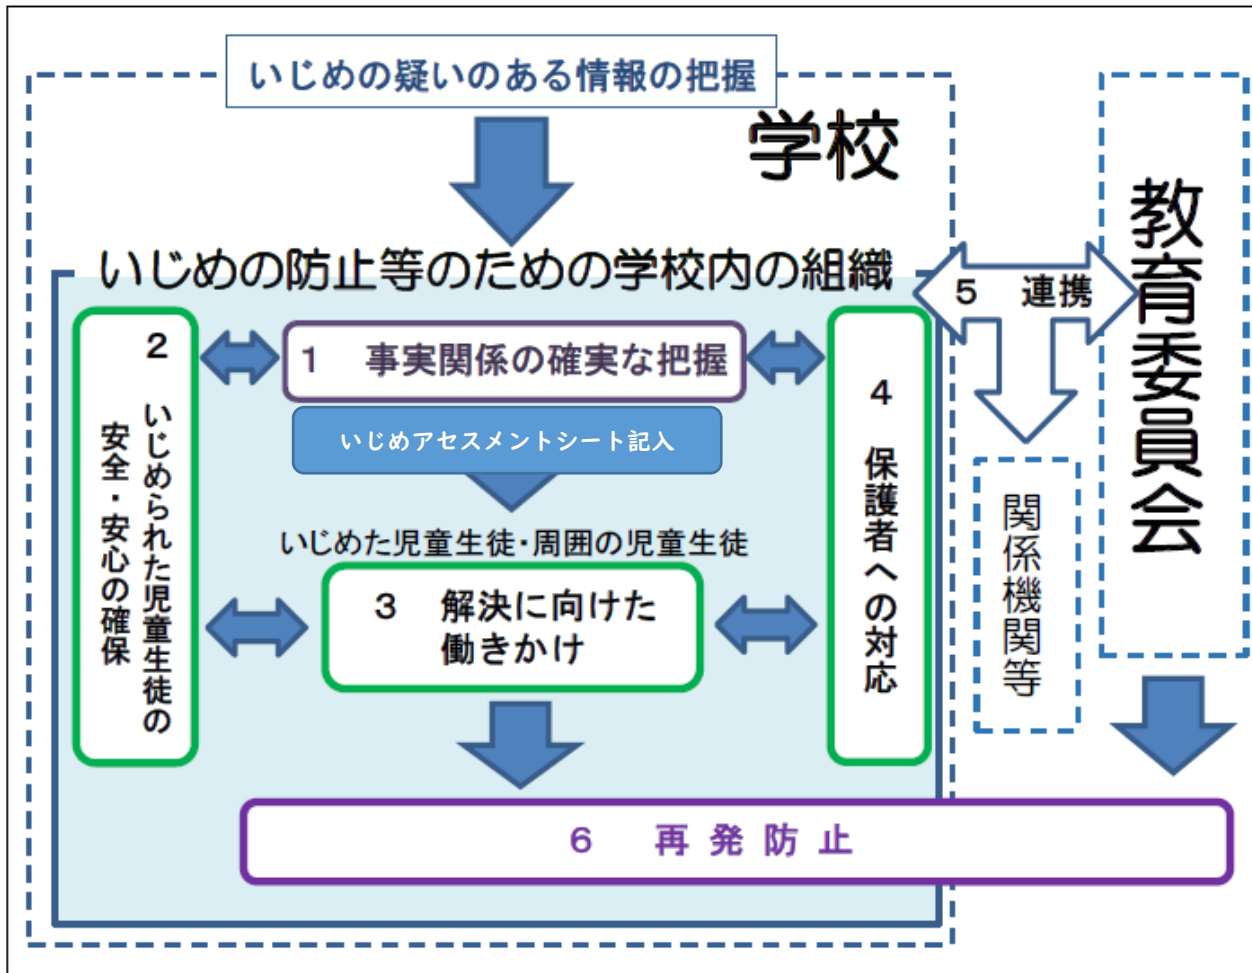 いじめの疑いのある情報の把握
学校
教育委員会
いじめの防止等のための学校内の組織
5 連携
1 事実関係の確実な把握
2 いじめられた児童生徒の
安全・安心の確保
4 保護者への対応
いじめアセスメントシート記入
関係機関等
いじめた児童生徒・周囲の児童生徒
3 解決に向けた
働きかけ
6 再発防止